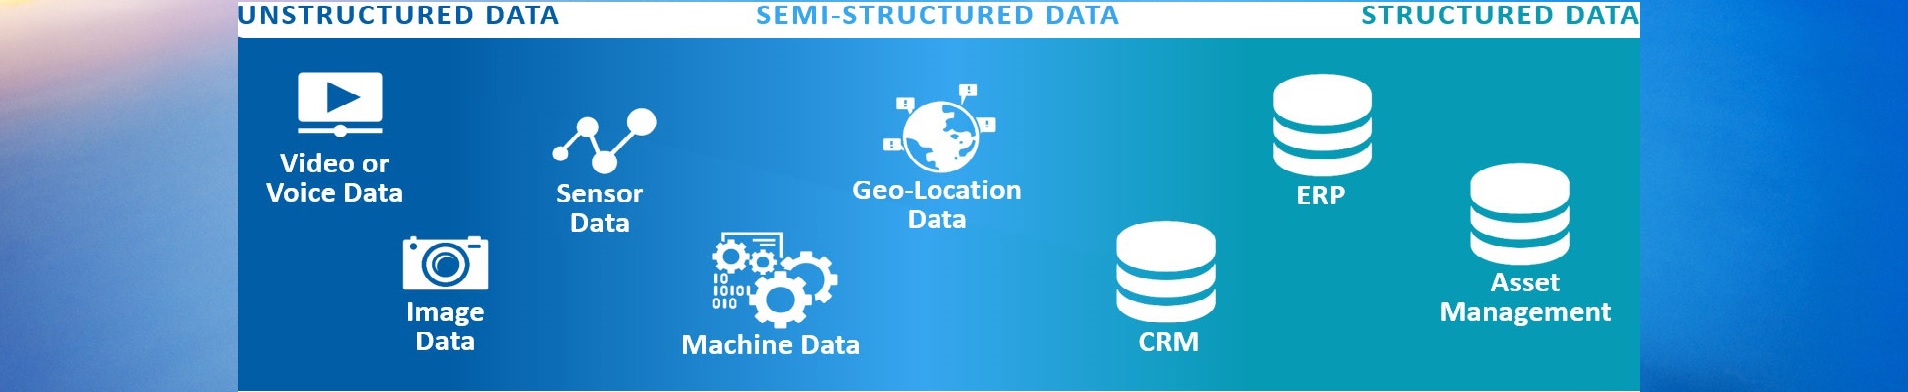 UNSTRUCTURED DATA
SEMI-STRUCTURED DATA
STRUCTURED DATA
Video or
Voice Data
Image
Data
Sensor
Data
10
10101
010
Machine Data
Geo-Location
Data
CRM
ERP
Asset
Management